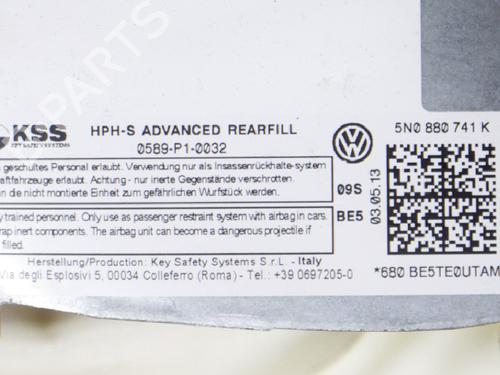 KSS
KEY SAFETY SYSTEMS
HPH-S ADVANCED REARFILL
0589-P1-0032
5N0 880 741 K
geschultes Personal erlaubt. Verwendung nur als Insassenrückhalte-system
aftfahrzeuge erlaubt. Achtung - nur inerte Gegenstände verschrotten.
n die nicht montierte Einheit zum gefährlichen Wurfstück werden.
09S
03.05.13
y trained personnel. Only use as passenger restraint system with airbag in cars.
rap inert components. The airbag unit can become a dangerous projectile if
filled.
BE5
Herstellung/Production: Key Safety Systems S.r.L. - Italy
Via degli Esplosivi 5, 00034 Colleferro (Roma) - Tel.: +39 0697205-0
*680 BE5TE0UTAM
PARTS